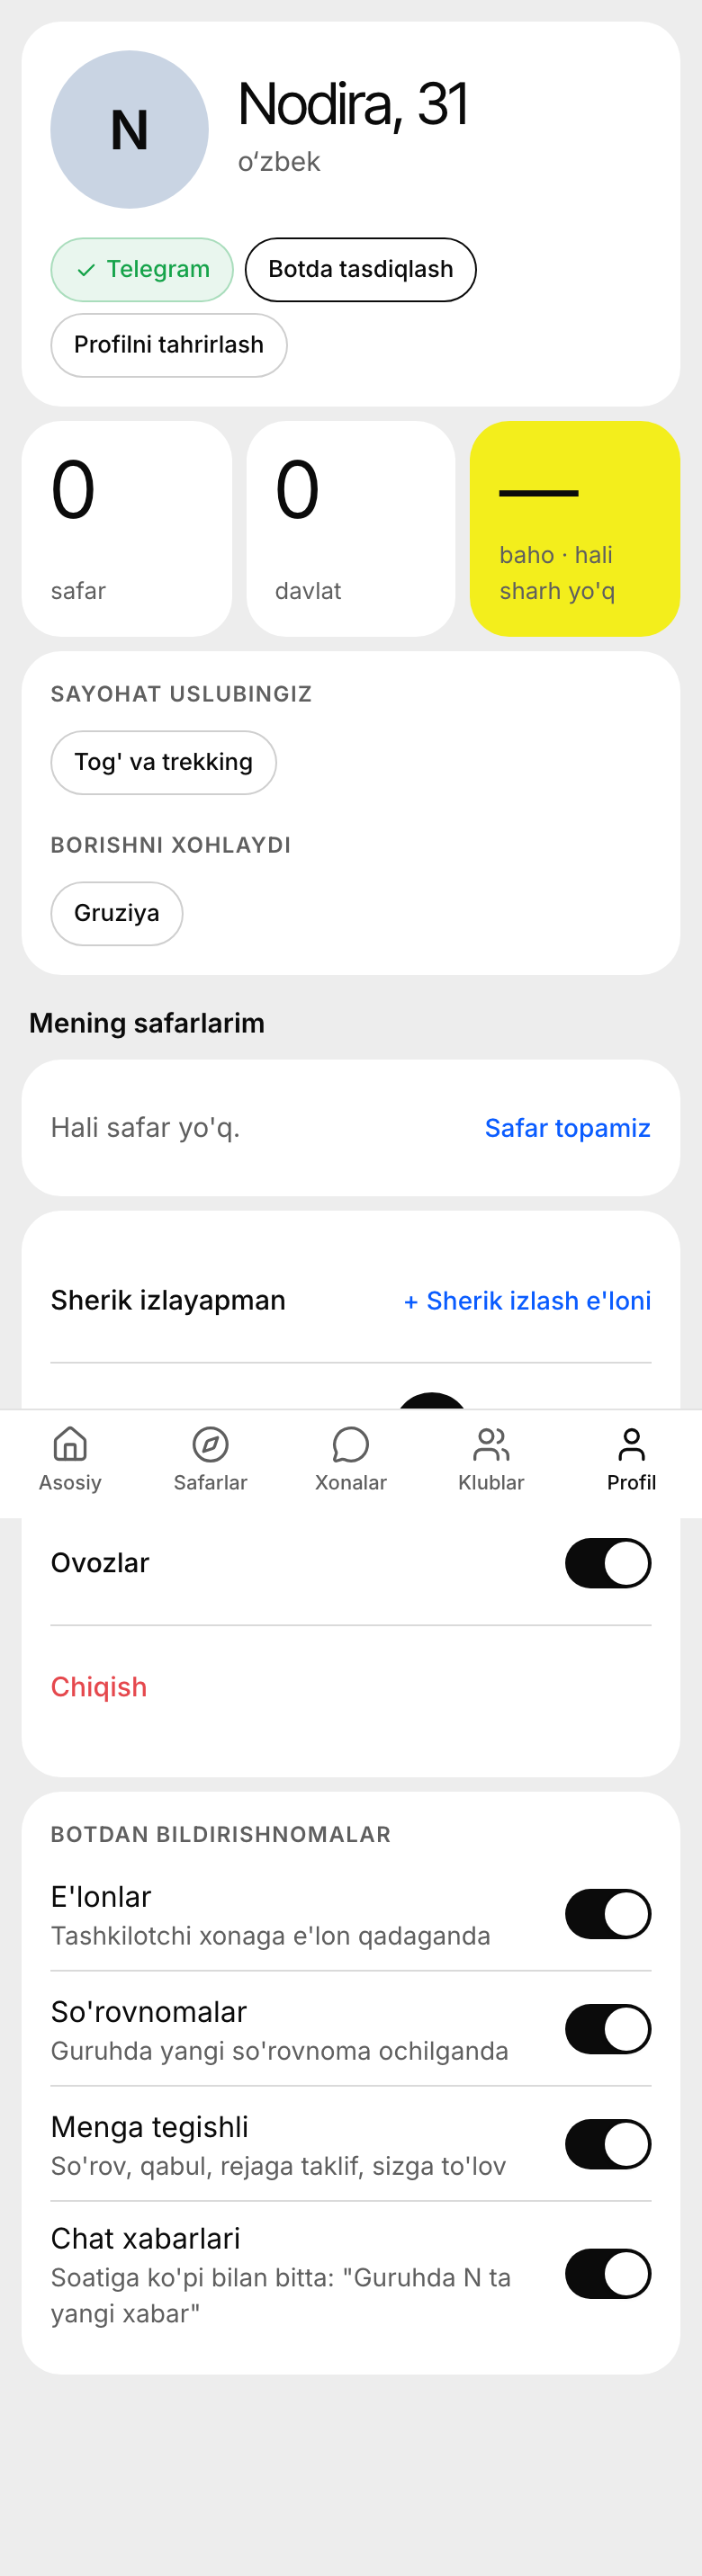 N
Nodira, 31
o‘zbek
Telegram
Botda tasdiqlash
Profilni tahrirlash
0
safar
0
davlat
—
baho · hali
sharh yo'q
SAYOHAT USLUBINGIZ
Tog' va trekking
BORISHNI XOHLAYDI
Gruziya
Mening safarlarim
Hali safar yo'q.
Safar topamiz
Sherik izlayapman
+ Sherik izlash e'loni
Asosiy
Safarlar
Xonalar
Klublar
Profil
Ovozlar
Chiqish
BOTDAN BILDIRISHNOMALAR
E'lonlar
Tashkilotchi xonaga e'lon qadaganda
So'rovnomalar
Guruhda yangi so'rovnoma ochilganda
Menga tegishli
So'rov, qabul, rejaga taklif, sizga to'lov
Chat xabarlari
Soatiga ko'pi bilan bitta: "Guruhda N ta
yangi xabar"